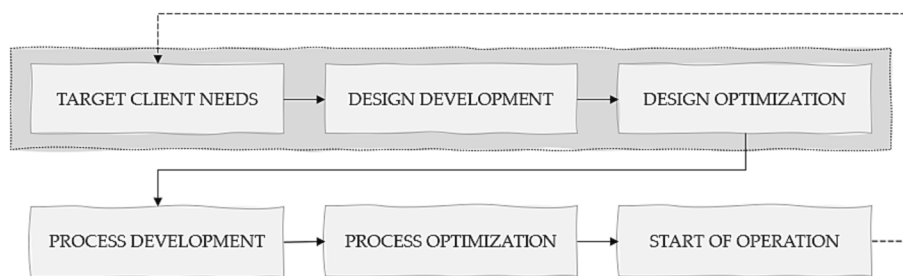 TARGET CLIENT NEEDS
DESIGN DEVELOPMENT
DESIGN OPTIMIZATION
PROCESS DEVELOPMENT
PROCESS OPTIMIZATION
START OF OPERATION